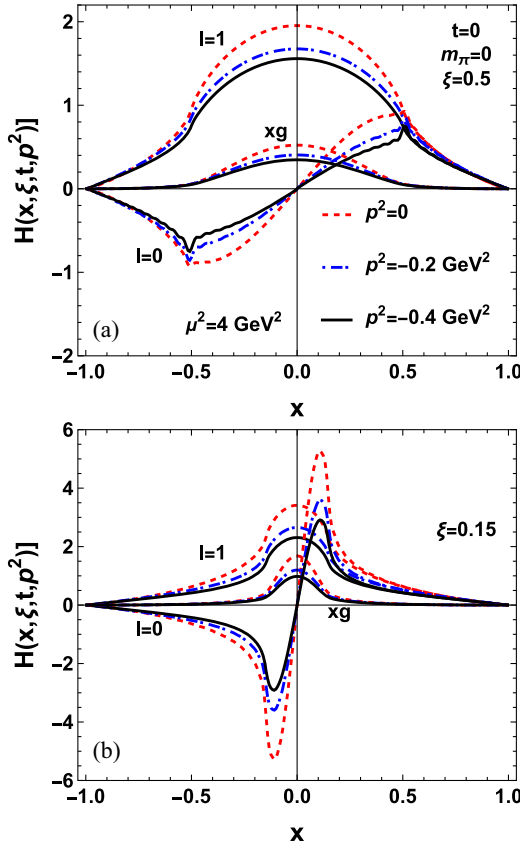 2
1
0
−1
−2
H(x,ξ,t,p²)]
I=1
xg
I=0
t=0
mπ=0
ξ=0.5
p²=0
p²=−0.2 GeV²
p²=−0.4 GeV²
(a)
μ²=4 GeV²
−1.0 −0.5 0.0 0.5 1.0
x
6
4
2
0
−2
−4
−6
H(x,ξ,t,p²)]
I=1
I=0
xg
ξ=0.15
(b)
−1.0 −0.5 0.0 0.5 1.0
x